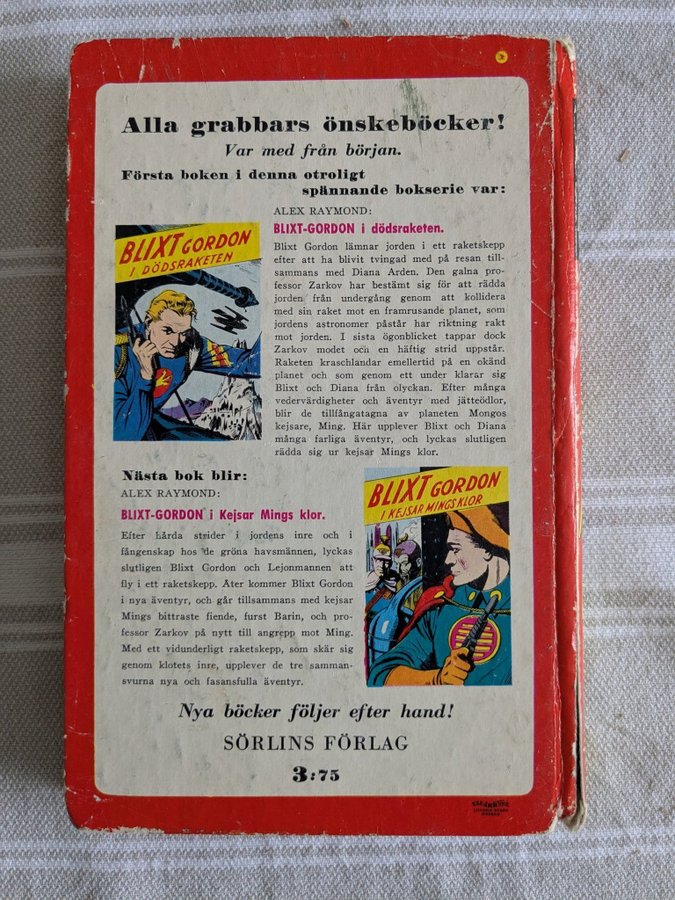 Alla grabbars önskeböcker!
Var med från början.
Första boken i denna otroligt
spännande bokserie var:
ALEX RAYMOND:
BLIXT-GORDON i dödsraketen.
BLIXT GORDON
I DÖDSRAKETEN
Blixt Gordon lämnar jorden i ett raketskepp
efter att ha blivit tvingad med på resan till-
sammans med Diana Arden. Den galna pro-
fessor Zarkov har bestämt sig för att rädda
jorden från undergång genom att kollidera
med sin raket mot en framrusande planet, som
jordens astronomer påstår har riktning rakt
mot jorden. I sista ögonblicket tappar dock
Zarkov modet och en häftig strid uppstår.
Raketen kraschlandar emellertid på en okänd
planet och som genom ett under klarar sig
Blixt och Diana från olyckan. Efter många
vedervärdigheter och äventyr med jätteödlor,
blir de tillfångatagna av planeten Mongos
kejsare, Ming. Här upplever Blixt och Diana
många farliga äventyr, och lyckas slutligen
rädda sig ur kejsar Mings klor.
Nästa bok blir:
ALEX RAYMOND:
BLIXT-GORDON i Kejsar Mings klor.
BLIXT GORDON
I KEJSAR MINGS KLOR
Efter hårda strider i jordens inre och i
fångenskap hos de gröna havsmännen, lyckas
slutligen Blixt Gordon och Lejonmannen att
fly i ett raketskepp. Åter kommer Blixt Gordon
i nya äventyr, och går tillsammans med kejsar
Mings bittraste fiende, furst Barin, och pro-
fessor Zarkov på nytt till angrepp mot Ming.
Med ett vidunderligt raketskepp, som skär sig
genom klotets inre, upplever de tre samman-
svurna nya och fasansfulla äventyr.
Nya böcker följer efter hand!
SÖRLINS FÖRLAG
3:75